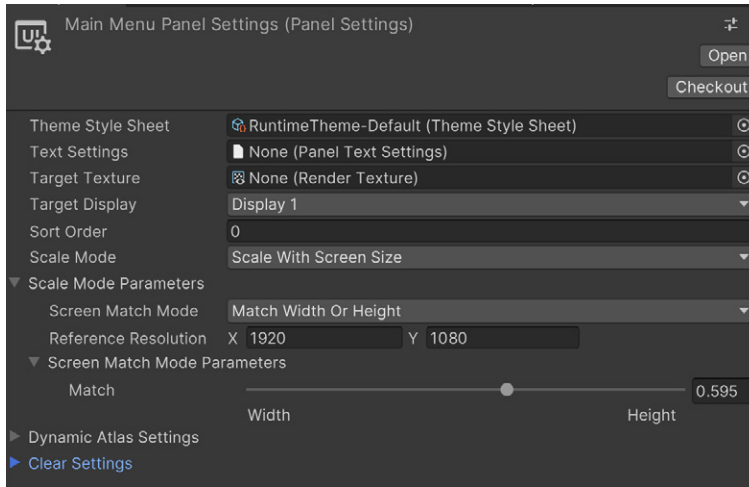 Main Menu Panel Settings (Panel Settings)
UI
Open
Checkout
Theme Style Sheet RuntimeTheme-Default (Theme Style Sheet)
Text Settings None (Panel Text Settings)
Target Texture None (Render Texture)
Target Display Display 1
Sort Order 0
Scale Mode Scale With Screen Size
Scale Mode Parameters
Screen Match Mode Match Width Or Height
Reference Resolution X 1920 Y 1080
Screen Match Mode Parameters
Match 0.595
Width Height
Dynamic Atlas Settings
Clear Settings